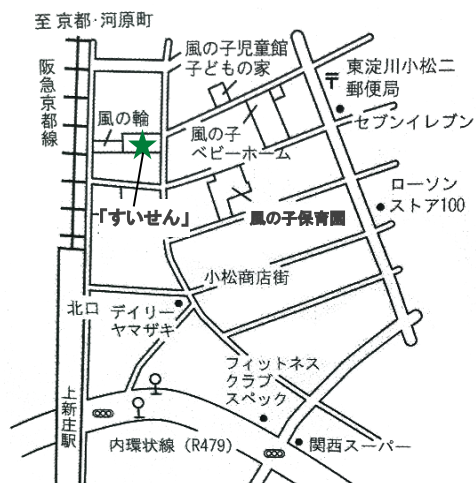 至 京都・河原町
阪急京都線
風の子児童館
子どもの家
東淀川小松二
〒郵便局
風の輪
風の子
ベビーホーム
セブンイレブン
ローソン
ストア100
「すいせん」
風の子保育園
小松商店街
北口
デイリー
ヤマザキ
フィットネス
クラブ
スペック
上新庄駅
内環状線（R479）
関西スーパー